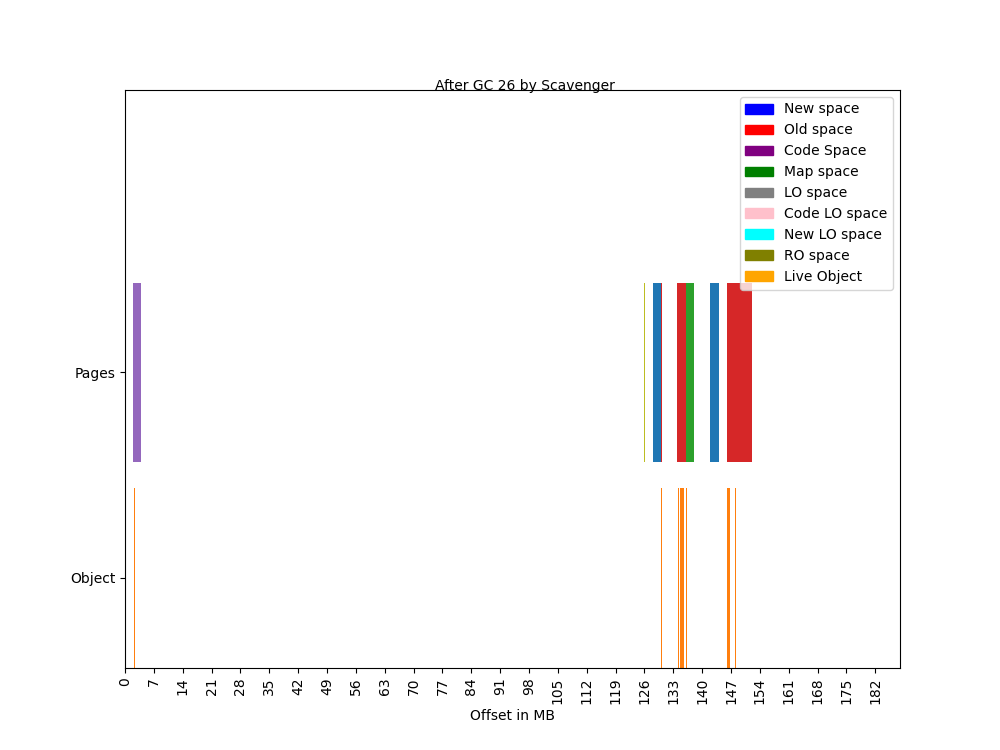 After GC 26 by Scavenger
New space
Old space
Code Space
Map space
LO space
Code LO space
New LO space
RO space
Live Object
Pages
Object
0 7 14 21 28 35 42 49 56 63 70 77 84 91 98 105 112 119 126 133 140 147 154 161 168 175 182
Offset in MB